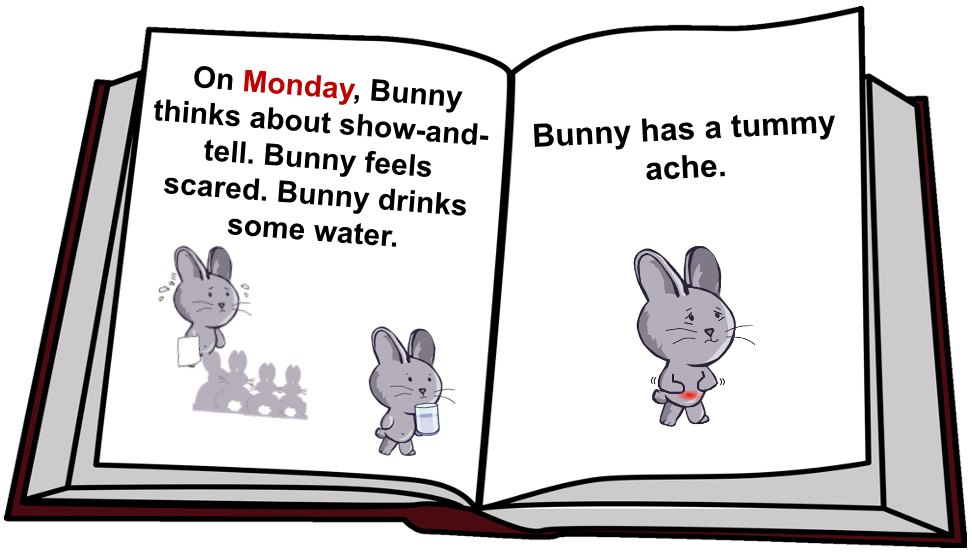 On Monday, Bunny
thinks about show-and-
tell. Bunny feels
scared. Bunny drinks
some water.
Bunny has a tummy
ache.